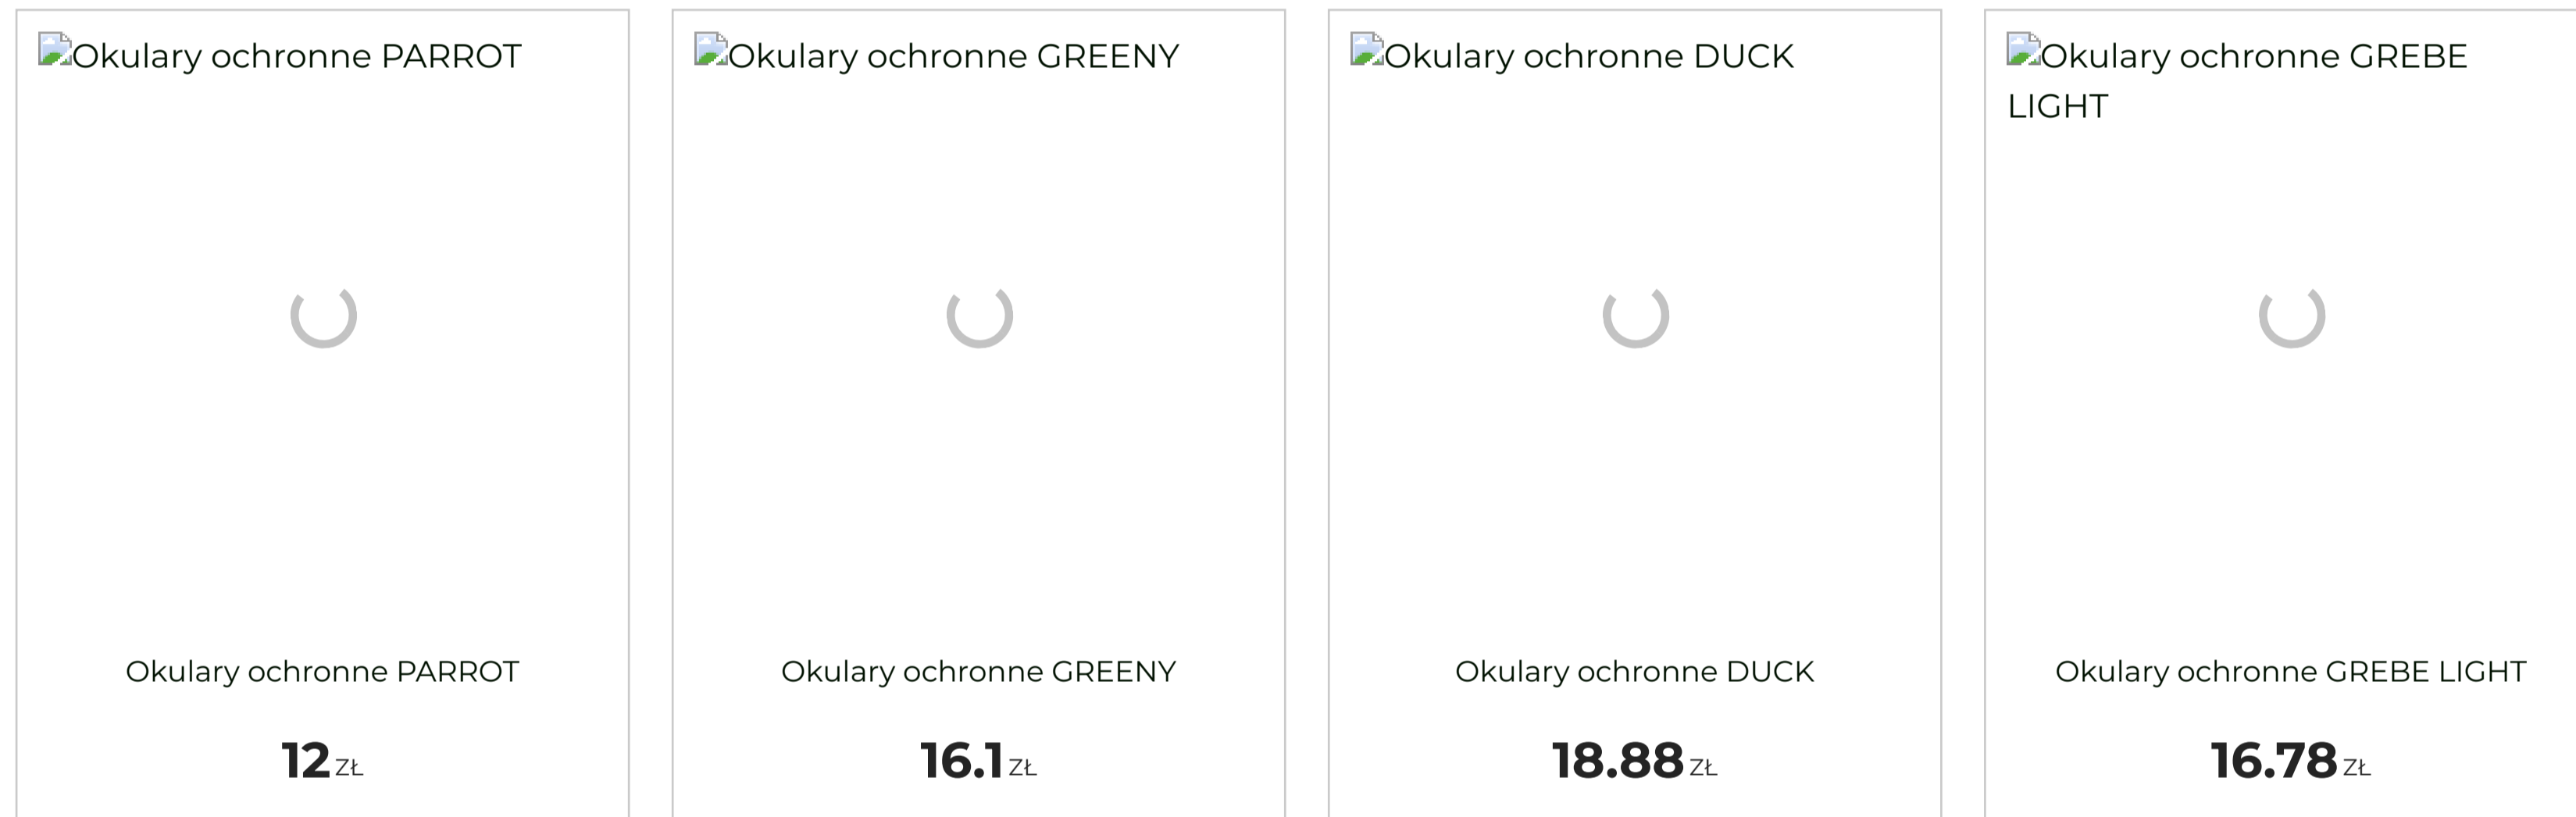 Okulary ochronne PARROT
Okulary ochronne GREENY
Okulary ochronne DUCK
Okulary ochronne GREBE
LIGHT
Okulary ochronne PARROT
Okulary ochronne GREENY
Okulary ochronne DUCK
Okulary ochronne GREBE LIGHT
12 ZŁ
16.1 ZŁ
18.88 ZŁ
16.78 ZŁ